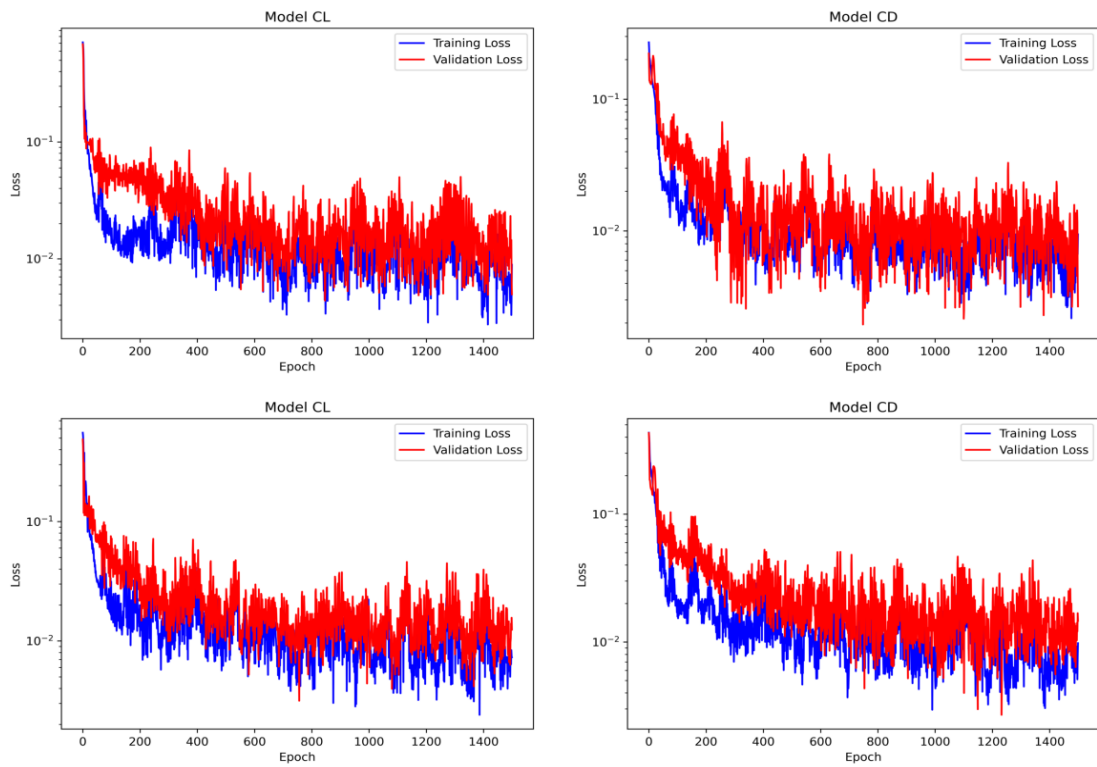 Model CL
Training Loss
Validation Loss
10⁻¹
10⁻²
Loss
0 200 400 600 800 1000 1200 1400
Epoch
Model CD
Training Loss
Validation Loss
10⁻¹
10⁻²
Loss
0 200 400 600 800 1000 1200 1400
Epoch
Model CL
Training Loss
Validation Loss
10⁻¹
10⁻²
Loss
0 200 400 600 800 1000 1200 1400
Epoch
Model CD
Training Loss
Validation Loss
10⁻¹
10⁻²
Loss
0 200 400 600 800 1000 1200 1400
Epoch